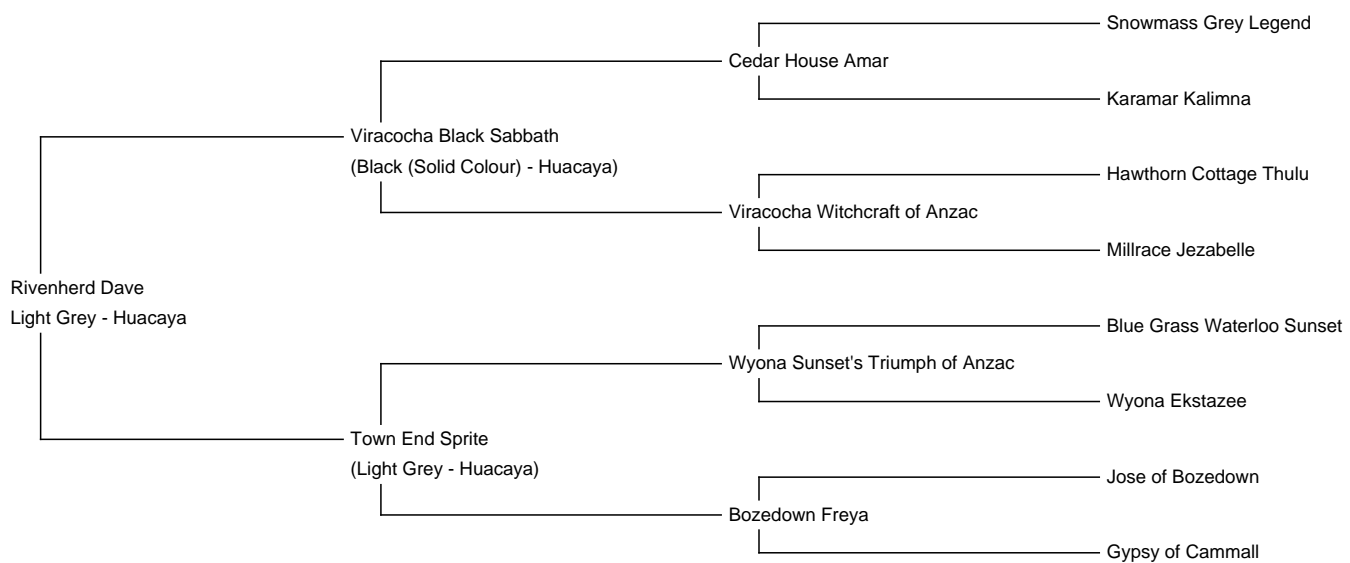 Snowmass Grey Legend
Cedar House Amar
Karamar Kalimna
Viracocha Black Sabbath
(Black (Solid Colour) - Huacaya)
Hawthorn Cottage Thulu
Viracocha Witchcraft of Anzac
Millrace Jezabelle
Rivenherd Dave
Light Grey - Huacaya
Blue Grass Waterloo Sunset
Wyona Sunset's Triumph of Anzac
Wyona Ekstazee
Town End Sprite
(Light Grey - Huacaya)
Jose of Bozedown
Bozedown Freya
Gypsy of Cammall